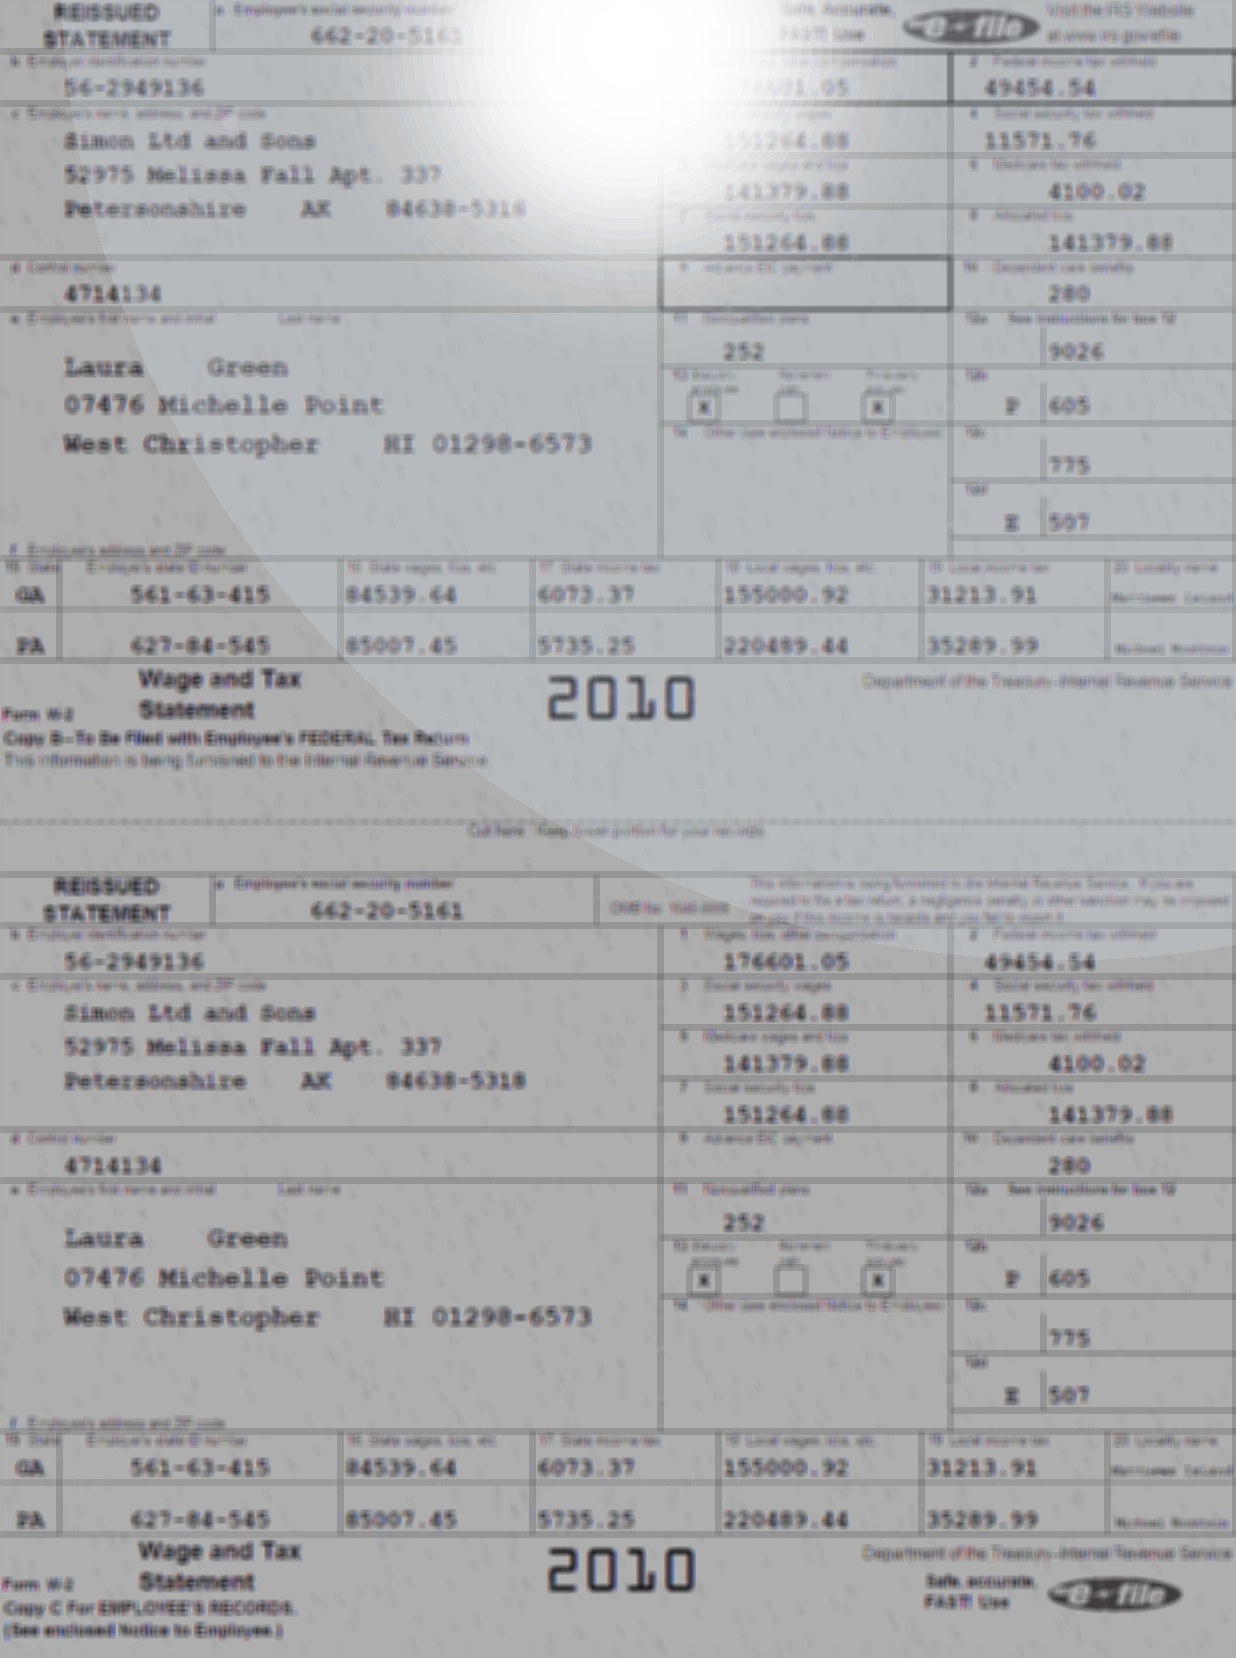 REISSUED STATEMENT
a Employee's social security number
662-20-5161
Safe, Accurate, FAST! Use
e-file
Visit the IRS Website at www.irs.gov/efile.
b Employer identification number
56-2949136
2 Federal income tax withheld
49454.54
c Employer's name, address, and ZIP code
Simon Ltd and Sons
52975 Melissa Fall Apt. 337
Petersonshire AK 84638-5318
151264.88
4 Social security tax withheld
11571.76
141379.88
6 Medicare tax withheld
4100.02
7 Social security tips
151264.88
8 Allocated tips
141379.88
d Control number
4714134
9 Advance EIC payment
10 Dependent care benefits
280
e Employee's first name and initial Last name
Laura Green
07476 Michelle Point
West Christopher HI 01298-6573
11 Nonqualified plans
252
12a See instructions for box 12
9026
13 Statutory employee Retirement plan Third-party sick pay
X X
12b
P 605
14 Other (see enclosed Notice to Employee)
12c
775
12d
E 507
f Employee's address and ZIP code
15 State Employer's state ID number 16 State wages, tips, etc. 17 State income tax 18 Local wages, tips, etc. 19 Local income tax 20 Locality name
GA 561-63-415 84539.64 6073.37 155000.92 31213.91
PA 627-84-545 85007.45 5735.25 220489.44 35289.99
Form W-2
Wage and Tax Statement
2010
Department of the Treasury-Internal Revenue Service
Copy B-To Be Filed with Employee's FEDERAL Tax Return
This information is being furnished to the Internal Revenue Service.
Cut here - Keep lower portion for your records.
REISSUED STATEMENT
a Employee's social security number
662-20-5161
OMB No. 1545-0008
This information is being furnished to the Internal Revenue Service. If you are
required to file a tax return, a negligence penalty or other sanction may be imposed
on you if this income is taxable and you fail to report it.
b Employer identification number
56-2949136
1 Wages, tips, other compensation
176601.05
2 Federal income tax withheld
49454.54
c Employer's name, address, and ZIP code
Simon Ltd and Sons
52975 Melissa Fall Apt. 337
Petersonshire AK 84638-5318
3 Social security wages
151264.88
4 Social security tax withheld
11571.76
5 Medicare wages and tips
141379.88
6 Medicare tax withheld
4100.02
7 Social security tips
151264.88
8 Allocated tips
141379.88
d Control number
4714134
9 Advance EIC payment
10 Dependent care benefits
280
e Employee's first name and initial Last name
Laura Green
07476 Michelle Point
West Christopher HI 01298-6573
11 Nonqualified plans
252
12a See instructions for box 12
9026
13 Statutory employee Retirement plan Third-party sick pay
X X
12b
P 605
14 Other (see enclosed Notice to Employee)
12c
775
12d
E 507
f Employee's address and ZIP code
15 State Employer's state ID number 16 State wages, tips, etc. 17 State income tax 18 Local wages, tips, etc. 19 Local income tax 20 Locality name
GA 561-63-415 84539.64 6073.37 155000.92 31213.91
PA 627-84-545 85007.45 5735.25 220489.44 35289.99
Form W-2
Wage and Tax Statement
2010
Department of the Treasury-Internal Revenue Service
Safe, accurate, FAST! Use
e-file
Copy C For EMPLOYEE'S RECORDS.
(See enclosed Notice to Employee.)